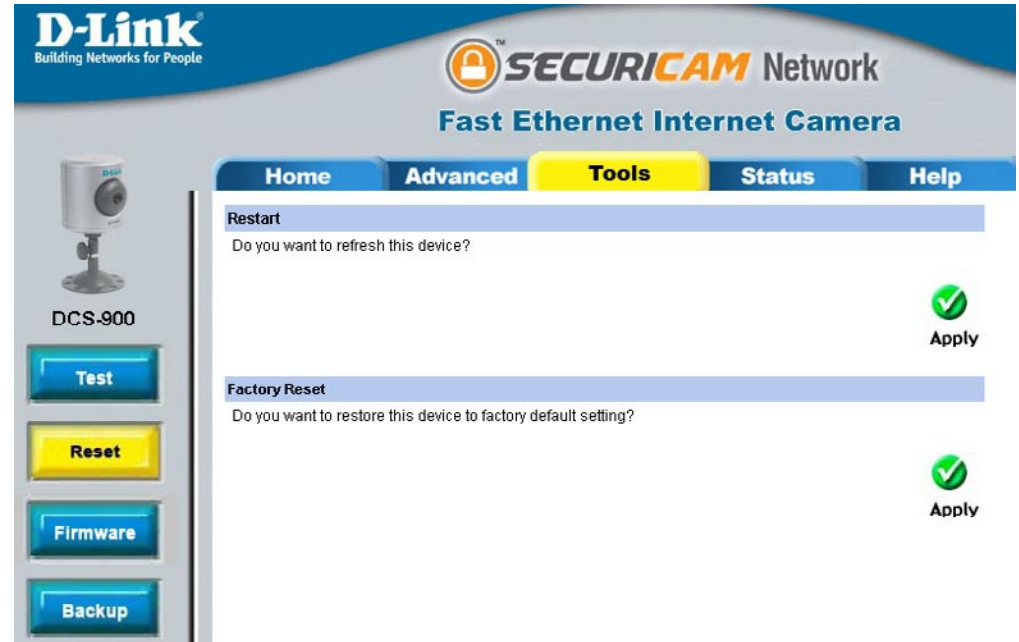 D-Link®
Building Networks for People
SECURICAM Network
TM
Fast Ethernet Internet Camera
Home
Advanced
Tools
Status
Help
D-Link
DCS-900
Test
Reset
Firmware
Backup
Restart
Do you want to refresh this device?
Apply
Factory Reset
Do you want to restore this device to factory default setting?
Apply